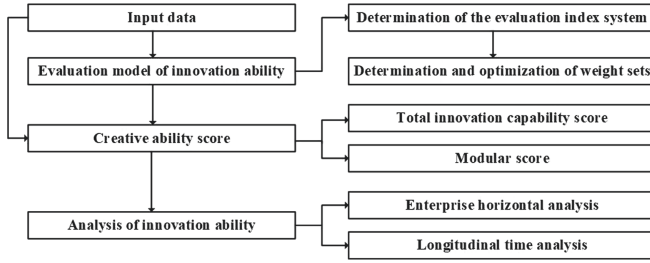 Input data
Determination of the evaluation index system
Evaluation model of innovation ability
Determination and optimization of weight sets
Creative ability score
Total innovation capability score
Modular score
Analysis of innovation ability
Enterprise horizontal analysis
Longitudinal time analysis